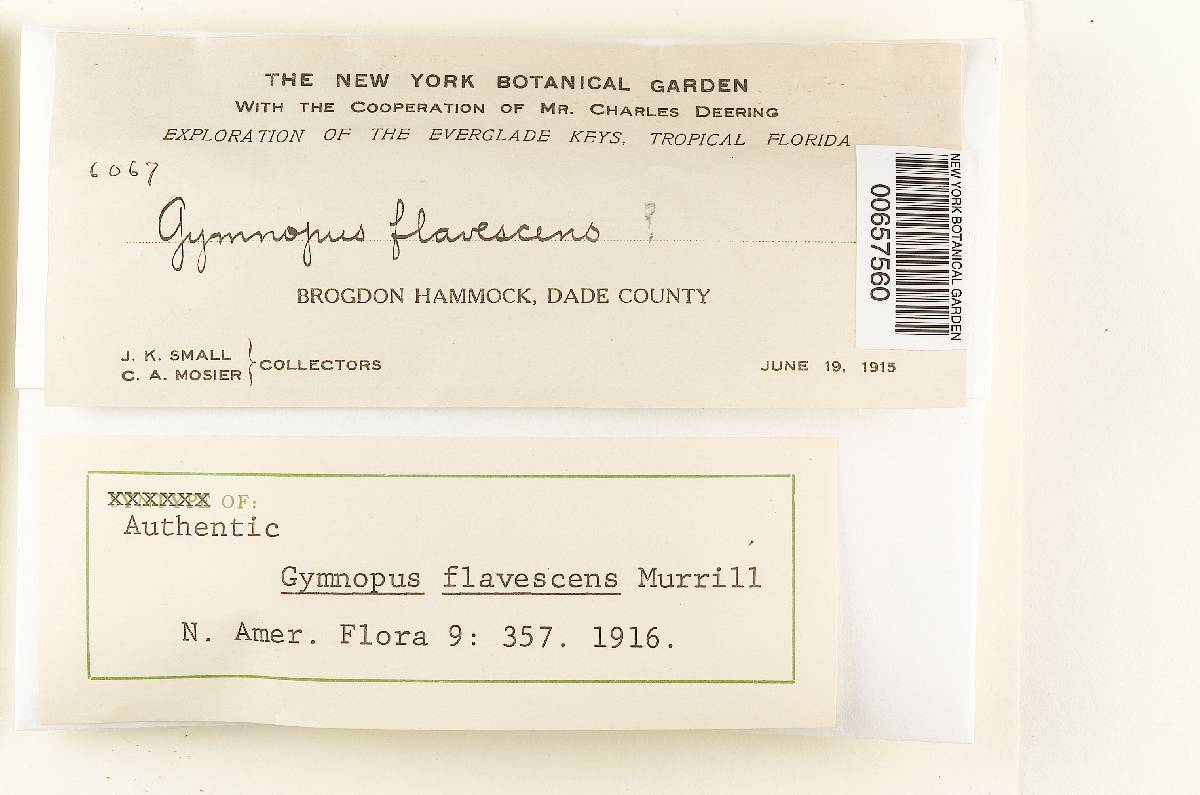 THE NEW YORK BOTANICAL GARDEN
WITH THE COOPERATION OF MR. CHARLES DEERING
EXPLORATION OF THE EVERGLADE KEYS, TROPICAL FLORIDA
6067
Gymnopus flavescens ?
BROGDON HAMMOCK, DADE COUNTY
J. K. SMALL
C. A. MOSIER } COLLECTORS
JUNE 19, 1915
00657560
NEW YORK BOTANICAL GARDEN
OF:
Authentic
Gymnopus flavescens Murrill
N. Amer. Flora 9: 357. 1916.